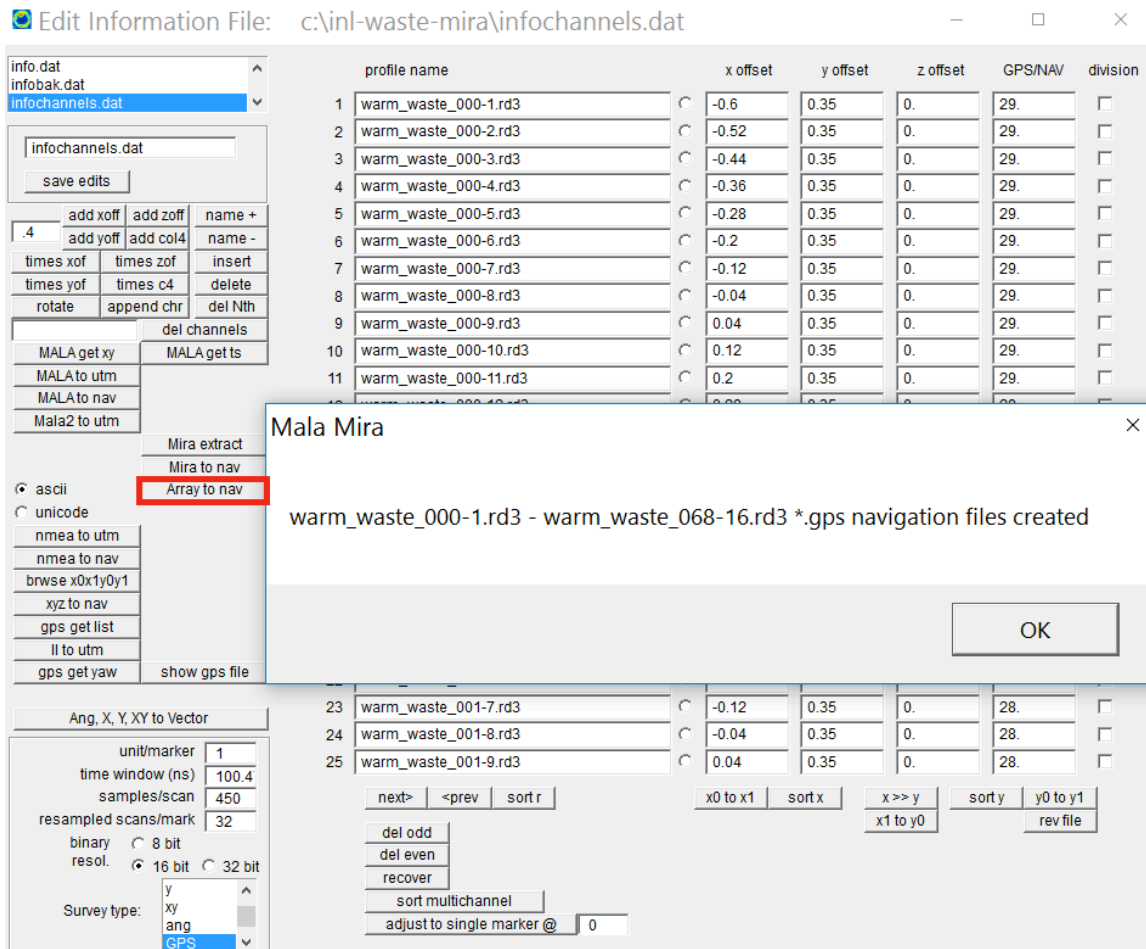 Edit Information File: c:\inl-waste-mira\infochannels.dat
info.dat
infobak.dat
infochannels.dat
infochannels.dat
save edits
add xoff add zoff name +
.4 add yoff add col4 name -
times xof times zof insert
times yof times c4 delete
rotate append chr del Nth
del channels
MALA get xy MALA get ts
MALA to utm
MALA to nav
Mala2 to utm
Mira extract
Mira to nav
ascii Array to nav
unicode
nmea to utm
nmea to nav
brwse x0x1y0y1
xyz to nav
gps get list
ll to utm
gps get yaw show gps file
Ang, X, Y, XY to Vector
unit/marker 1
time window (ns) 100.4
samples/scan 450
resampled scans/mark 32
binary 8 bit
resol. 16 bit 32 bit
Survey type: y
xy
ang
GPS
profile name x offset y offset z offset GPS/NAV division
1 warm_waste_000-1.rd3 -0.6 0.35 0. 29.
2 warm_waste_000-2.rd3 -0.52 0.35 0. 29.
3 warm_waste_000-3.rd3 -0.44 0.35 0. 29.
4 warm_waste_000-4.rd3 -0.36 0.35 0. 29.
5 warm_waste_000-5.rd3 -0.28 0.35 0. 29.
6 warm_waste_000-6.rd3 -0.2 0.35 0. 29.
7 warm_waste_000-7.rd3 -0.12 0.35 0. 29.
8 warm_waste_000-8.rd3 -0.04 0.35 0. 29.
9 warm_waste_000-9.rd3 0.04 0.35 0. 29.
10 warm_waste_000-10.rd3 0.12 0.35 0. 29.
11 warm_waste_000-11.rd3 0.2 0.35 0. 29.
Mala Mira
warm_waste_000-1.rd3 - warm_waste_068-16.rd3 *.gps navigation files created
OK
23 warm_waste_001-7.rd3 -0.12 0.35 0. 28.
24 warm_waste_001-8.rd3 -0.04 0.35 0. 28.
25 warm_waste_001-9.rd3 0.04 0.35 0. 28.
next> <prev sort r x0 to x1 sort x x >> y sort y y0 to y1
x1 to y0 rev file
del odd
del even
recover
sort multichannel
adjust to single marker @ 0